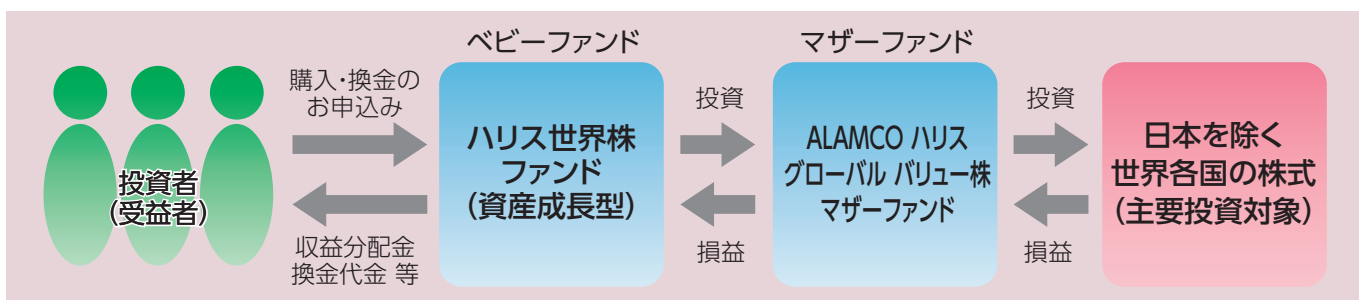 ベビーファンド
マザーファンド
購入・換金の
お申込み
投資者
(受益者)
収益分配金
換金代金 等
ハリス世界株
ファンド
(資産成長型)
投資
損益
ALAMCO ハリス
グローバル バリュー株
マザーファンド
投資
損益
日本を除く
世界各国の株式
(主要投資対象)